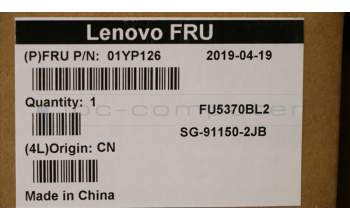 Lenovo FRU
(P)FRU P/N: 01YP126 2019-04-19
Quantity: 1 FU5370BL2
SG-91150-2JB
(4L)Origin: CN
Made in China